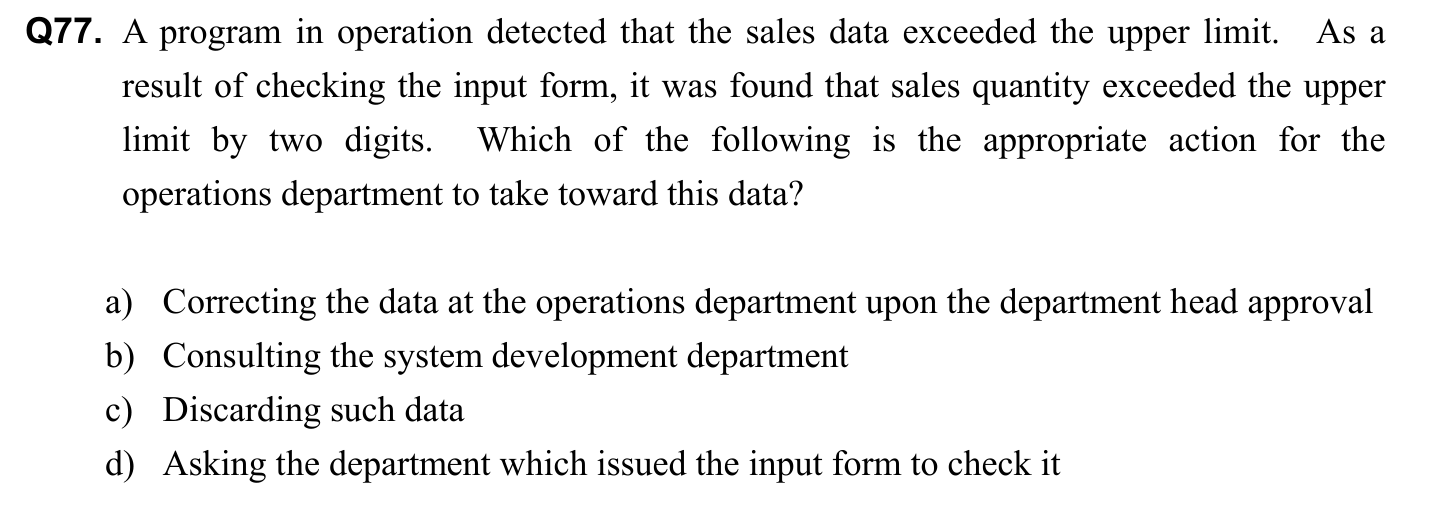 Q77. A program in operation detected that the sales data exceeded the upper limit. As a
result of checking the input form, it was found that sales quantity exceeded the upper
limit by two digits. Which of the following is the appropriate action for the
operations department to take toward this data?
a) Correcting the data at the operations department upon the department head approval
b) Consulting the system development department
c) Discarding such data
d) Asking the department which issued the input form to check it